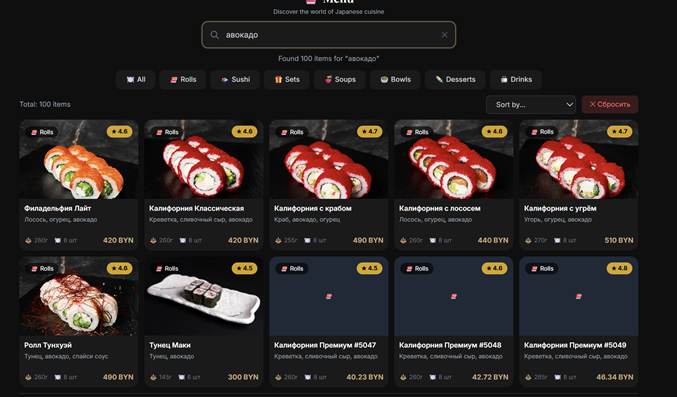 Menu
Discover the world of Japanese cuisine
авокадо
Found 100 items for "авокадо"
All
Rolls
Sushi
Sets
Soups
Bowls
Desserts
Drinks
Total: 100 items
Sort by...
Сбросить
Rolls ★ 4.6
Rolls ★ 4.6
Rolls ★ 4.7
Rolls ★ 4.6
Rolls ★ 4.7
Филадельфия Лайт
Лосось, огурец, авокадо
260г 8 шт 420 BYN
Калифорния Классическая
Креветка, сливочный сыр, авокадо
260г 8 шт 420 BYN
Калифорния с крабом
Краб, авокадо, огурец
255г 8 шт 490 BYN
Калифорния с лососем
Лосось, огурец, авокадо
260г 8 шт 440 BYN
Калифорния с угрём
Угорь, огурец, авокадо
270г 8 шт 510 BYN
Rolls ★ 4.6
Rolls ★ 4.5
Rolls ★ 4.5
Rolls ★ 4.6
Rolls ★ 4.8
Ролл Тункуэй
Тунец, авокадо, спайси соус
260г 8 шт 490 BYN
Тунец Маки
Тунец, авокадо
145г 6 шт 300 BYN
Калифорния Премиум #5047
Креветка, сливочный сыр, авокадо
260г 8 шт 40.23 BYN
Калифорния Премиум #5048
Креветка, сливочный сыр, авокадо
260г 8 шт 42.72 BYN
Калифорния Премиум #5049
Креветка, сливочный сыр, авокадо
285г 8 шт 46.34 BYN